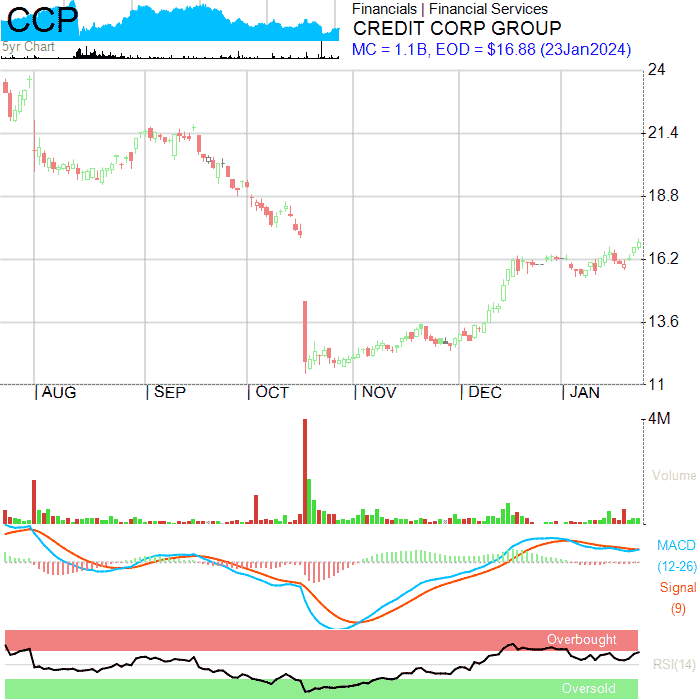 CCP
5yr Chart
Financials | Financial Services
CREDIT CORP GROUP
MC = 1.1B, EOD = $16.88 (23Jan2024)
24
21.4
18.8
16.2
13.6
11
| AUG | SEP | OCT | NOV | DEC | JAN
4M
Volume
MACD
(12-26)
Signal
(9)
Overbought
RSI(14)
Oversold